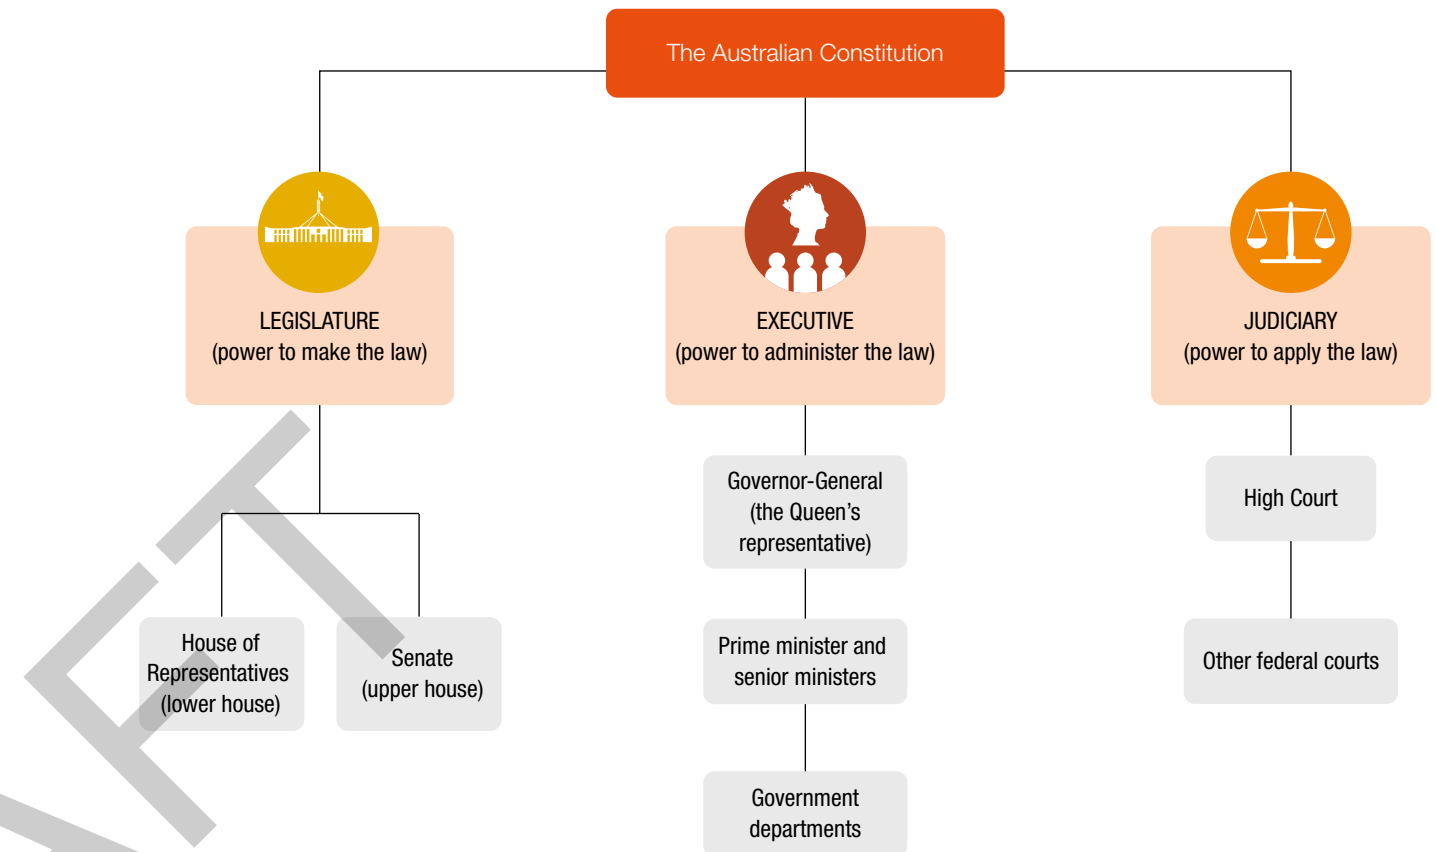 The Australian Constitution
LEGISLATURE
(power to make the law)
House of
Representatives
(lower house)
Senate
(upper house)
EXECUTIVE
(power to administer the law)
Governor-General
(the Queen’s
representative)
Prime minister and
senior ministers
Government
departments
JUDICIARY
(power to apply the law)
High Court
Other federal courts